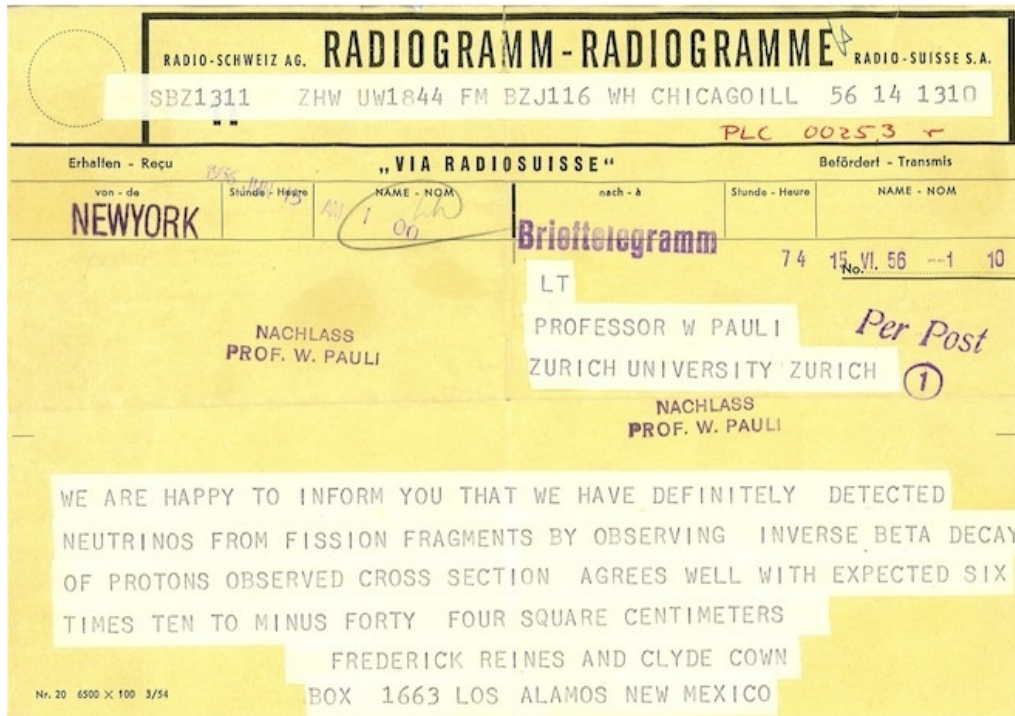 RADIO-SCHWEIZ AG. RADIOGRAMM-RADIOGRAMME RADIO-SUISSE S.A.
SBZ1311 ZHW UW1844 FM BZJ116 WH CHICAGOILL 56 14 1310
PLC 00253 r
Erhalten - Reçu „VIA RADIOSUISSE“ Befördert - Transmis
von - de Stunde - Heure NAME - NOM nach - à Stunde - Heure NAME - NOM
NEWYORK AM 1 00
Brieftelegramm 74 15. VI. 56 --1 10
No.
LT
PROFESSOR W PAULI
Per Post
ZURICH UNIVERSITY ZURICH
1
NACHLASS
PROF. W. PAULI
NACHLASS
PROF. W. PAULI
WE ARE HAPPY TO INFORM YOU THAT WE HAVE DEFINITELY DETECTED
NEUTRINOS FROM FISSION FRAGMENTS BY OBSERVING INVERSE BETA DECAY
OF PROTONS OBSERVED CROSS SECTION AGREES WELL WITH EXPECTED SIX
TIMES TEN TO MINUS FORTY FOUR SQUARE CENTIMETERS
FREDERICK REINES AND CLYDE COWN
BOX 1663 LOS ALAMOS NEW MEXICO
Nr. 20 6500 × 100 3/54